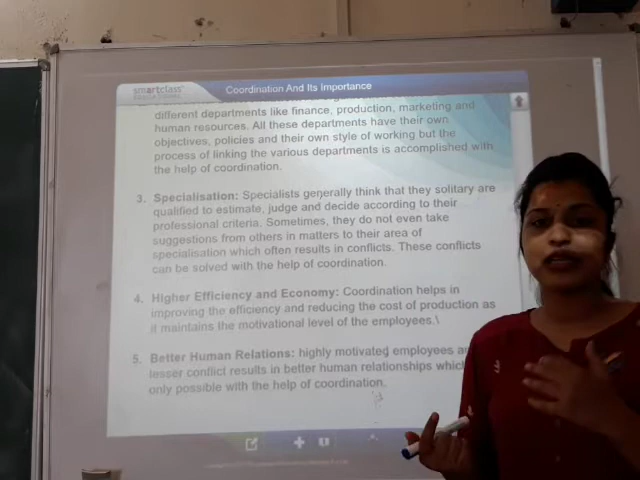 smartclass
Coordination And Its Importance
different departments like finance, production, marketing and
human resources. All these departments have their own
objectives, policies and their own style of working but the
process of linking the various departments is accomplished with
the help of coordination.
3. Specialisation: Specialists generally think that they solitary are
qualified to estimate, judge and decide according to their
professional criteria. Sometimes, they do not even take
suggestions from others in matters to their area of
specialisation which often results in conflicts. These conflicts
can be solved with the help of coordination.
4. Higher Efficiency and Economy: Coordination helps in
improving the efficiency and reducing the cost of production as
it maintains the motivational level of the employees.\
5. Better Human Relations: highly motivated employees
lesser conflict results in better human relationships which
only possible with the help of coordination.